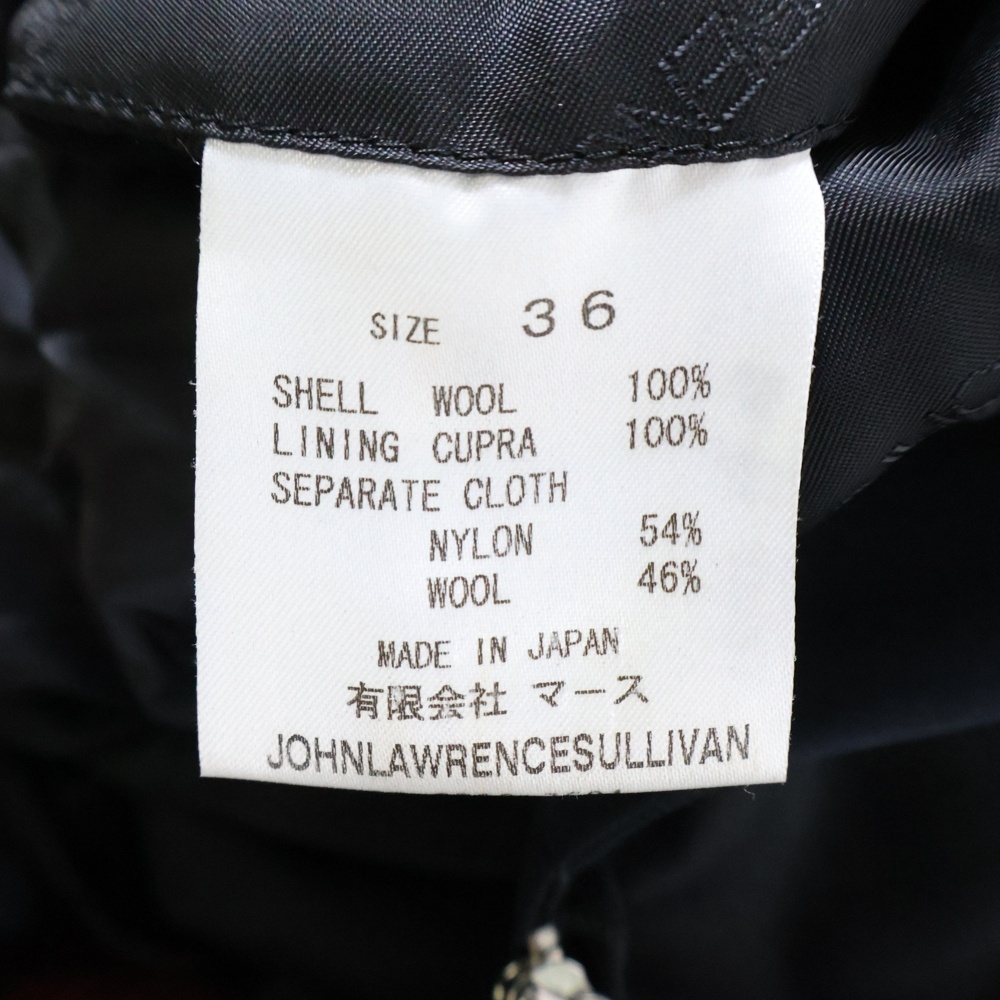 SIZE 36
SHELL WOOL 100%
LINING CUPRA 100%
SEPARATE CLOTH
NYLON 54%
WOOL 46%
MADE IN JAPAN
有限会社 マース
JOHNLAWRENCESULLIVAN